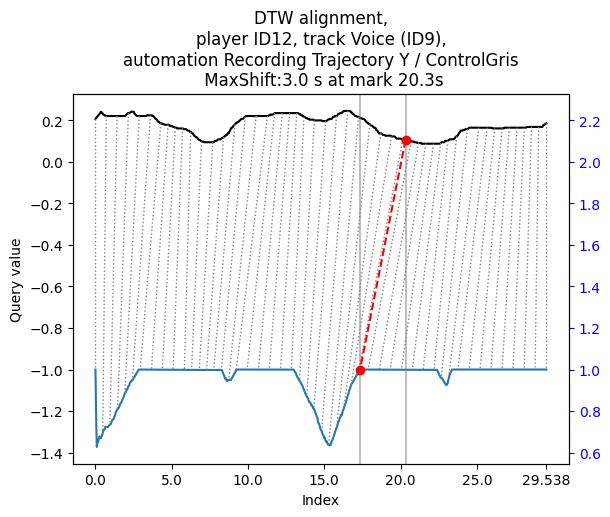 DTW alignment,
player ID12, track Voice (ID9),
automation Recording Trajectory Y / ControlGris
MaxShift:3.0 s at mark 20.3s
0.2
0.0
−0.2
−0.4
−0.6
−0.8
−1.0
−1.2
−1.4
Query value
2.2
2.0
1.8
1.6
1.4
1.2
1.0
0.8
0.6
0.0 5.0 10.0 15.0 20.0 25.0 29.538
Index